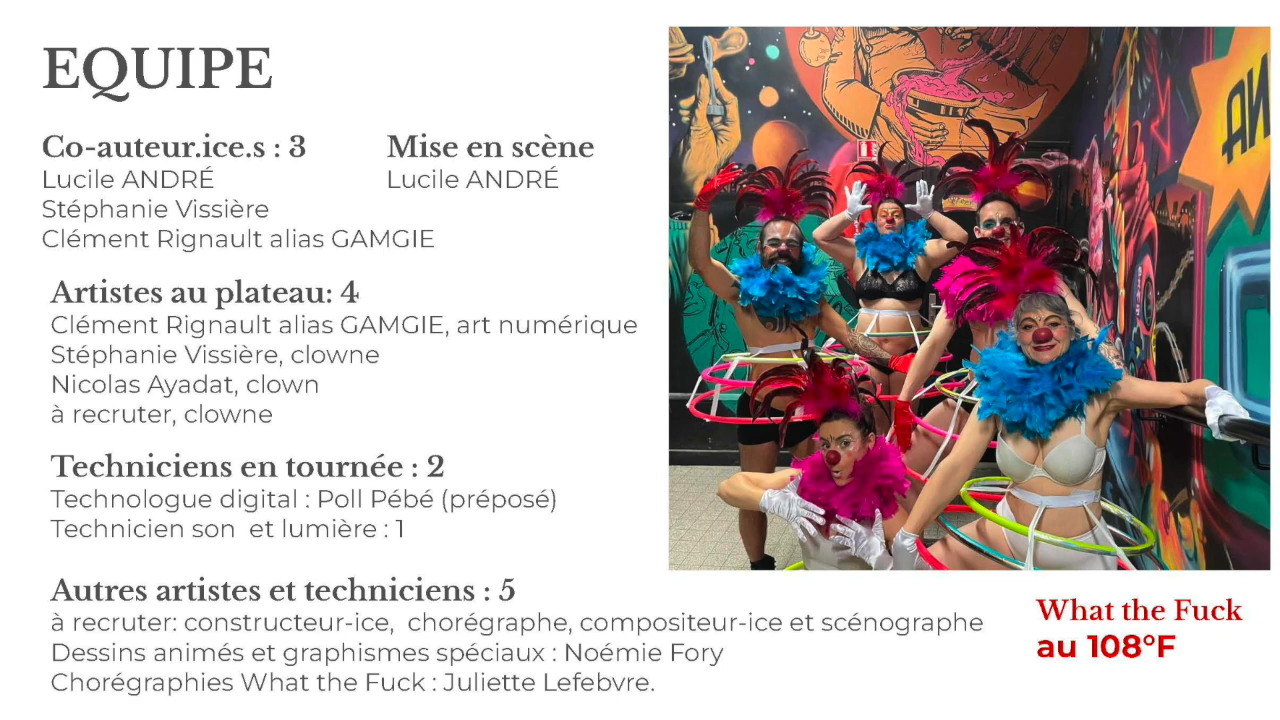 EQUIPE
Co-auteur.ice.s : 3
Lucile ANDRÉ
Stéphanie Vissière
Clément Rignault alias GAMGIE
Mise en scène
Lucile ANDRÉ
Artistes au plateau: 4
Clément Rignault alias GAMGIE, art numérique
Stéphanie Vissière, clowne
Nicolas Ayadat, clown
à recruter, clowne
Techniciens en tournée : 2
Technologue digital : Poll Pébé (préposé)
Technicien son et lumière : 1
Autres artistes et techniciens : 5
à recruter: constructeur-ice, chorégraphe, compositeur-ice et scénographe
Dessins animés et graphismes spéciaux : Noémie Fory
Chorégraphies What the Fuck : Juliette Lefebvre.
AN
What the Fuck
au 108°F